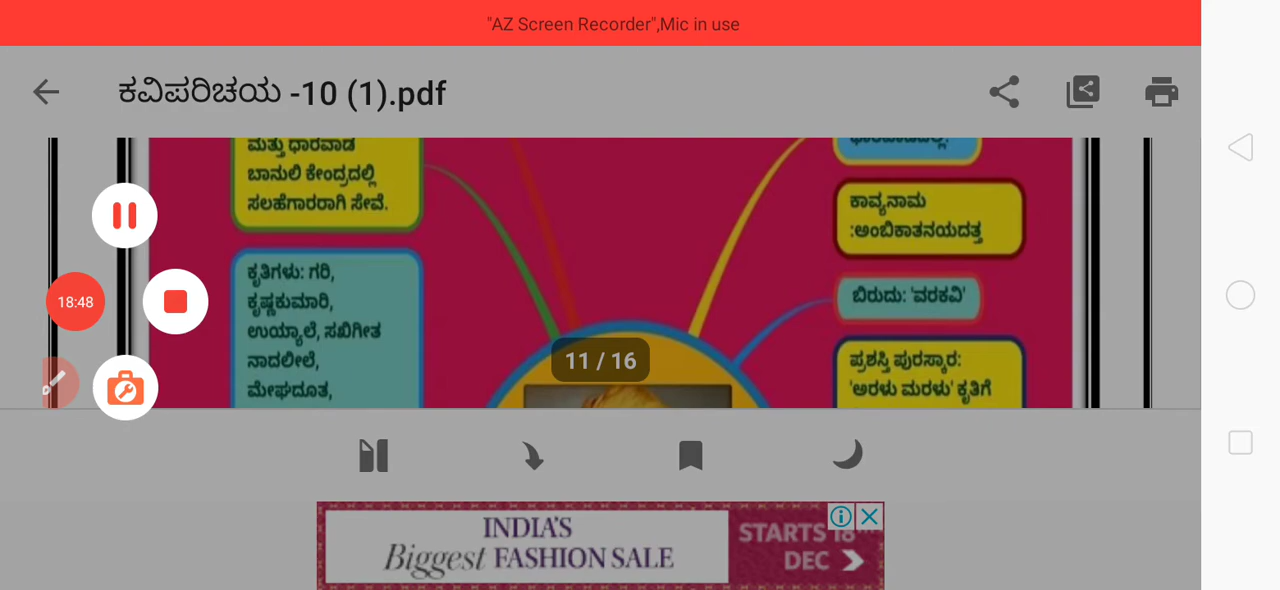 "AZ Screen Recorder",Mic in use
ಕವಿಪರಿಚಯ -10 (1).pdf
ಮತ್ತು ಧಾರವಾಡ
ಬಾನುಲಿ ಕೇಂದ್ರದಲ್ಲಿ
ಸಲಹೆಗಾರರಾಗಿ ಸೇವೆ.
ಕೃತಿಗಳು: ಗರಿ,
ಕೃಷ್ಣಕುಮಾರಿ,
ಉಯ್ಯಾಲೆ, ಸಖಿಗೀತ
ನಾದಲೀಲೆ,
ಮೇಘದೂತ,
ಕಾವ್ಯನಾಮ
:ಅಂಬಿಕಾತನಯದತ್ತ
ಬಿರುದು: 'ವರಕವಿ'
ಪ್ರಶಸ್ತಿ ಪುರಸ್ಕಾರ:
'ಅರಳು ಮರಳು' ಕೃತಿಗೆ
18:48
11 / 16
INDIA'S
Biggest FASHION SALE
STARTS 18TH
DEC